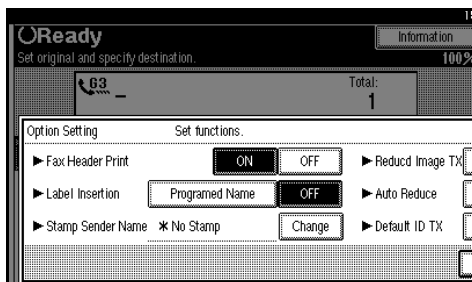 Ready
Information
Set original and specify destination.
100%
G3
Total:
1
Option Setting
Set functions.
►Fax Header Print
ON
OFF
►Reducd Image TX
►Label Insertion
Programed Name
OFF
►Auto Reduce
►Stamp Sender Name
*No Stamp
Change
►Default ID TX